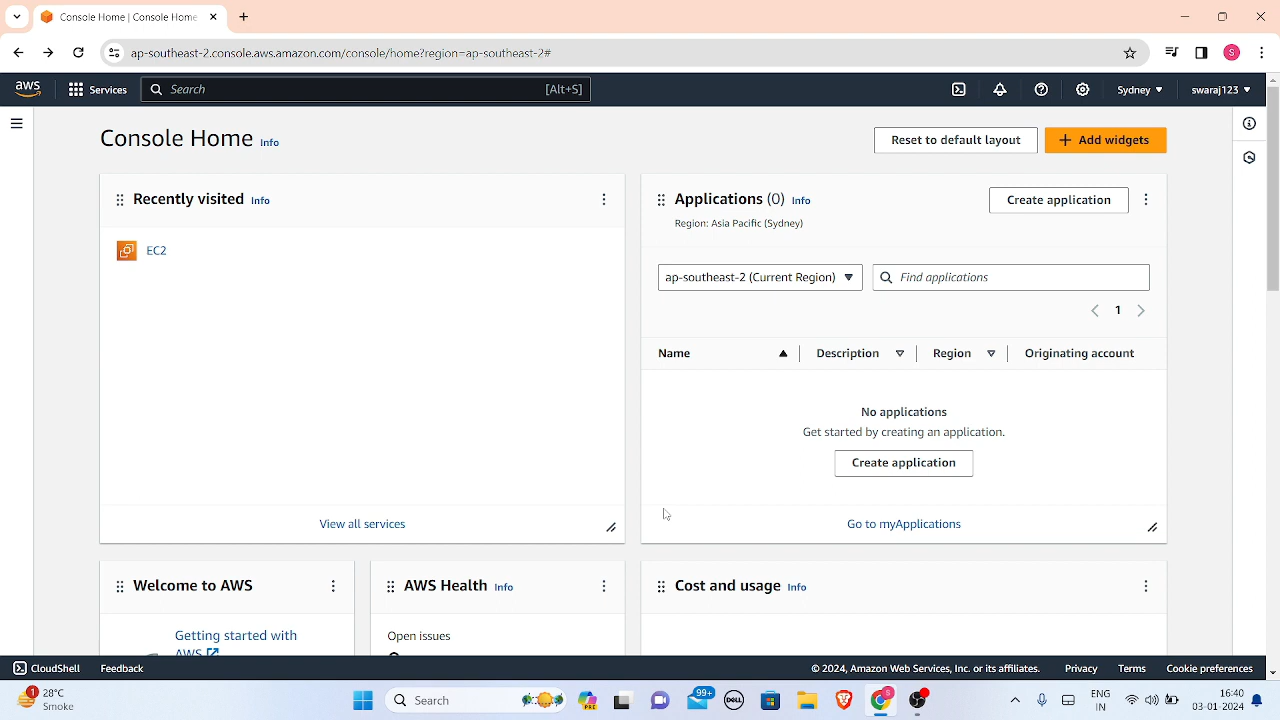 Console Home | Console Home
ap-southeast-2.console.aws.amazon.com/console/home?region=ap-southeast-2#
S
aws
Services
Search
[Alt+S]
Sydney
swaraj123
Console Home Info
Reset to default layout
Add widgets
Recently visited Info
EC2
View all services
Applications (0) Info
Region: Asia Pacific (Sydney)
Create application
ap-southeast-2 (Current Region)
Find applications
1
Name
Description
Region
Originating account
No applications
Get started by creating an application.
Create application
Go to myApplications
Welcome to AWS
Getting started with
AWS
AWS Health Info
Open issues
Cost and usage Info
CloudShell
Feedback
© 2024, Amazon Web Services, Inc. or its affiliates.
Privacy
Terms
Cookie preferences
1
28°C
Smoke
Search
PRE
99+
DELL
S
ENG
IN
16:40
03-01-2024